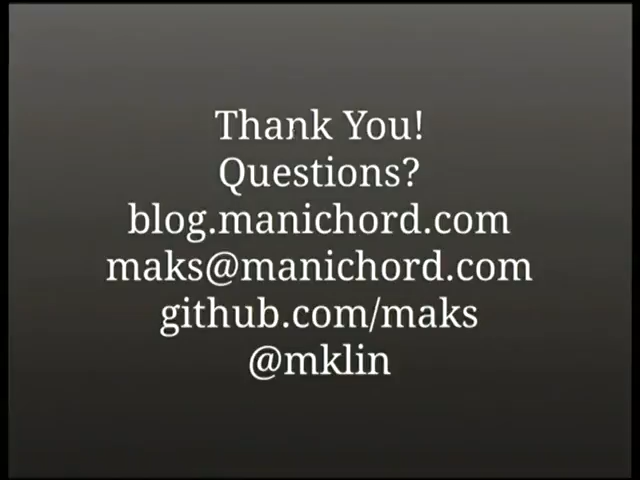 Thank You!
Questions?
blog.manichord.com
maks@manichord.com
github.com/maks
@mklin